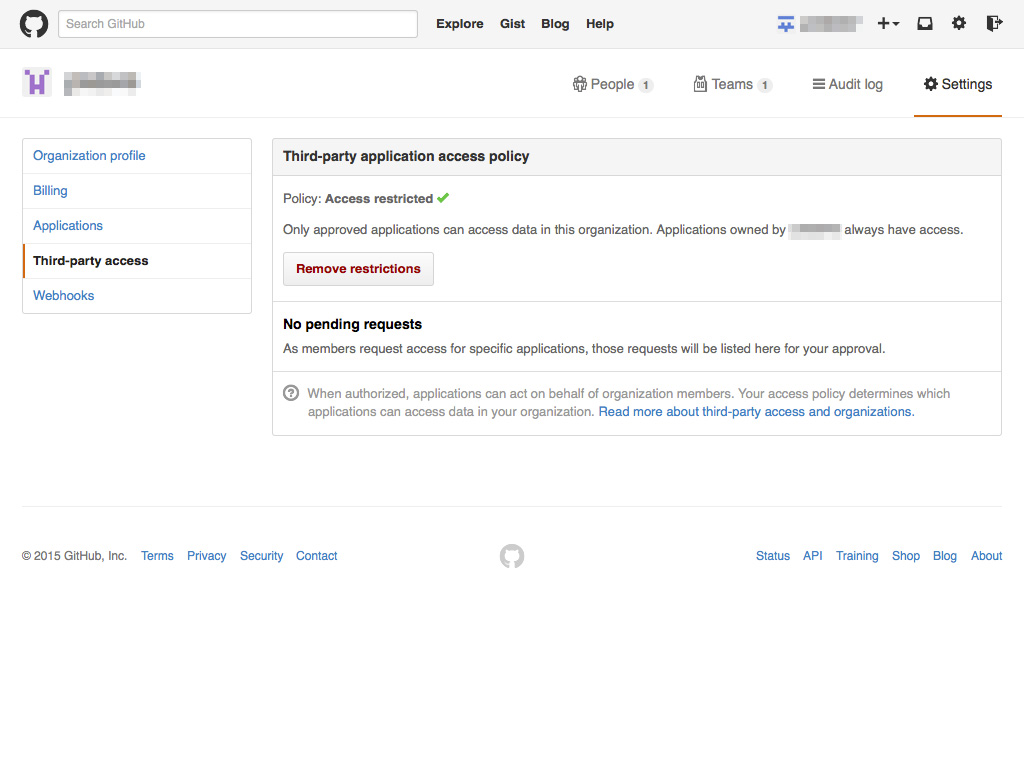 Search GitHub Explore Gist Blog Help
People 1 Teams 1 Audit log Settings
Organization profile
Billing
Applications
Third-party access
Webhooks
Third-party application access policy
Policy: Access restricted
Only approved applications can access data in this organization. Applications owned by always have access.
Remove restrictions
No pending requests
As members request access for specific applications, those requests will be listed here for your approval.
When authorized, applications can act on behalf of organization members. Your access policy determines which
applications can access data in your organization. Read more about third-party access and organizations.
© 2015 GitHub, Inc. Terms Privacy Security Contact Status API Training Shop Blog About